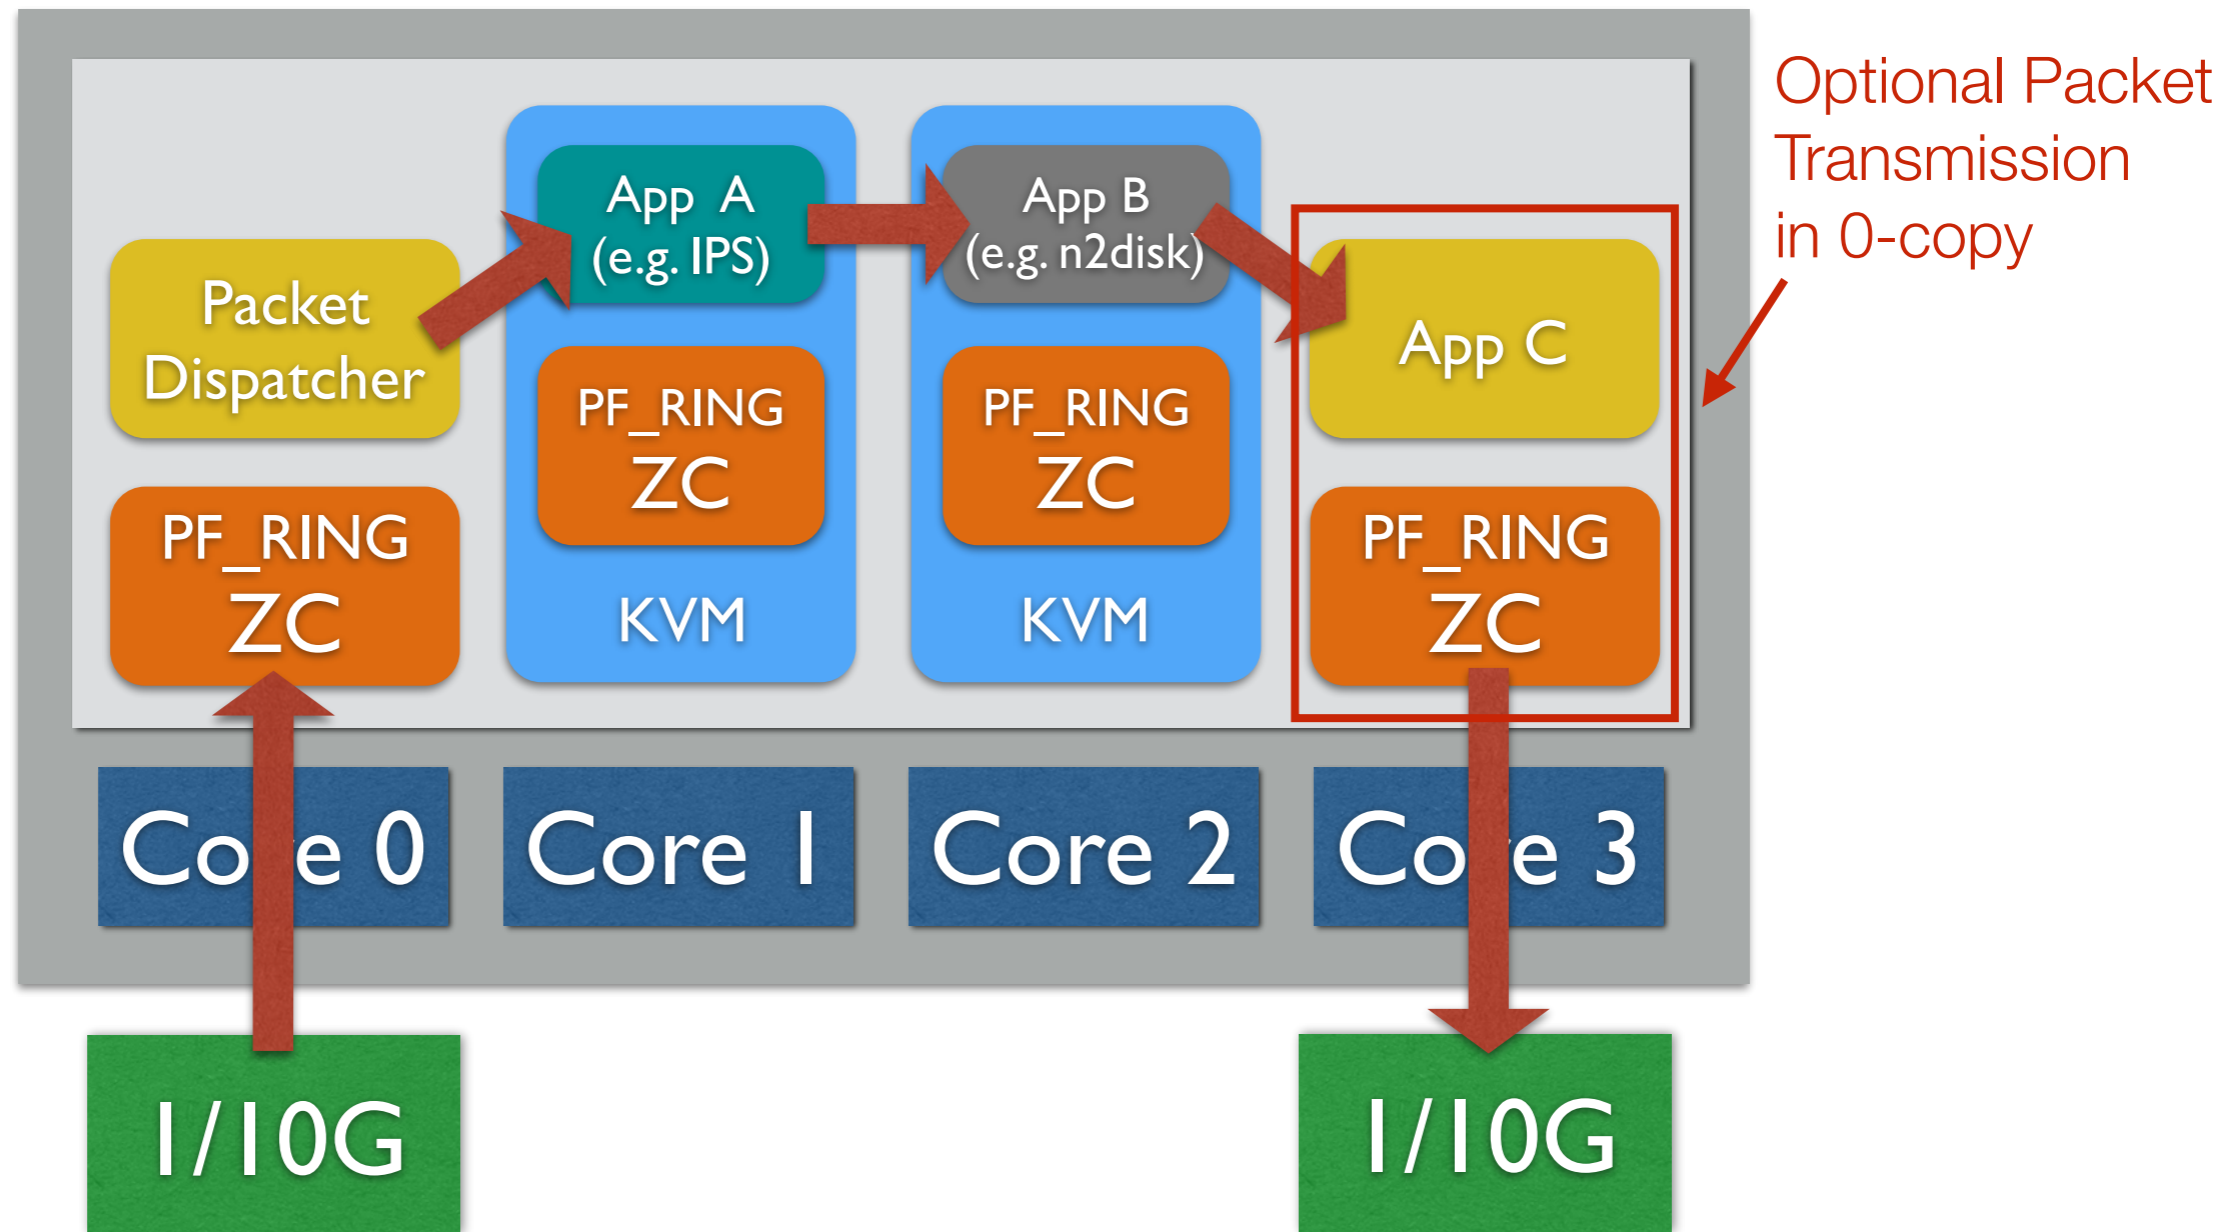 Optional Packet
Transmission
in 0-copy
Packet
Dispatcher
PF_RING
ZC
App A
(e.g. IPS)
PF_RING
ZC
KVM
App B
(e.g. n2disk)
PF_RING
ZC
KVM
App C
PF_RING
ZC
Core 0
Core 1
Core 2
Core 3
1/10G
1/10G